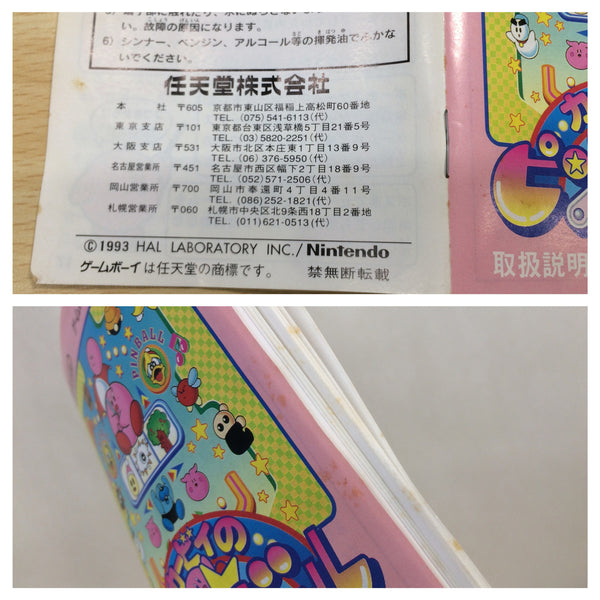 い。故障の原因になります。
6) シンナー、ベンジン、アルコール等の揮発油でふかな
いでください。
任天堂株式会社
本　社 〒605 京都市東山区福稲上高松町60番地
TEL. (075) 541-6113(代)
東京支店 〒101 東京都台東区浅草橋5丁目21番5号
TEL. (03) 5820-2251(代)
大阪支店 〒531 大阪市北区本庄東1丁目13番9号
TEL. (06) 376-5950(代)
名古屋営業所 〒451 名古屋市西区幅下2丁目18番9号
TEL. (052) 571-2506(代)
岡山営業所 〒700 岡山市奉還町4丁目4番11号
TEL. (086) 252-1821(代)
札幌営業所 〒060 札幌市中央区北9条西18丁目2番
TEL. (011) 621-0513(代)
©1993 HAL LABORATORY INC./Nintendo
ゲームボーイは任天堂の商標です。 禁無断転載
取扱説明
PINBALL
ビィの